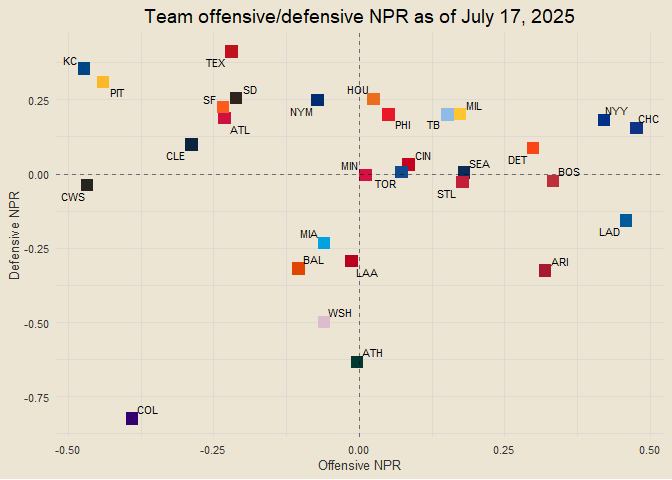 Team offensive/defensive NPR as of July 17, 2025
KC
TEX
PIT
SD
SF
ATL
NYM
HOU
PHI
TB
MIL
NYY
CHC
CLE
DET
CWS
MIN
CIN
TOR
SEA
STL
BOS
LAD
MIA
BAL
LAA
ARI
WSH
ATH
COL
0.25
0.00
-0.25
-0.50
-0.75
Defensive NPR
-0.50
-0.25
0.00
0.25
0.50
Offensive NPR